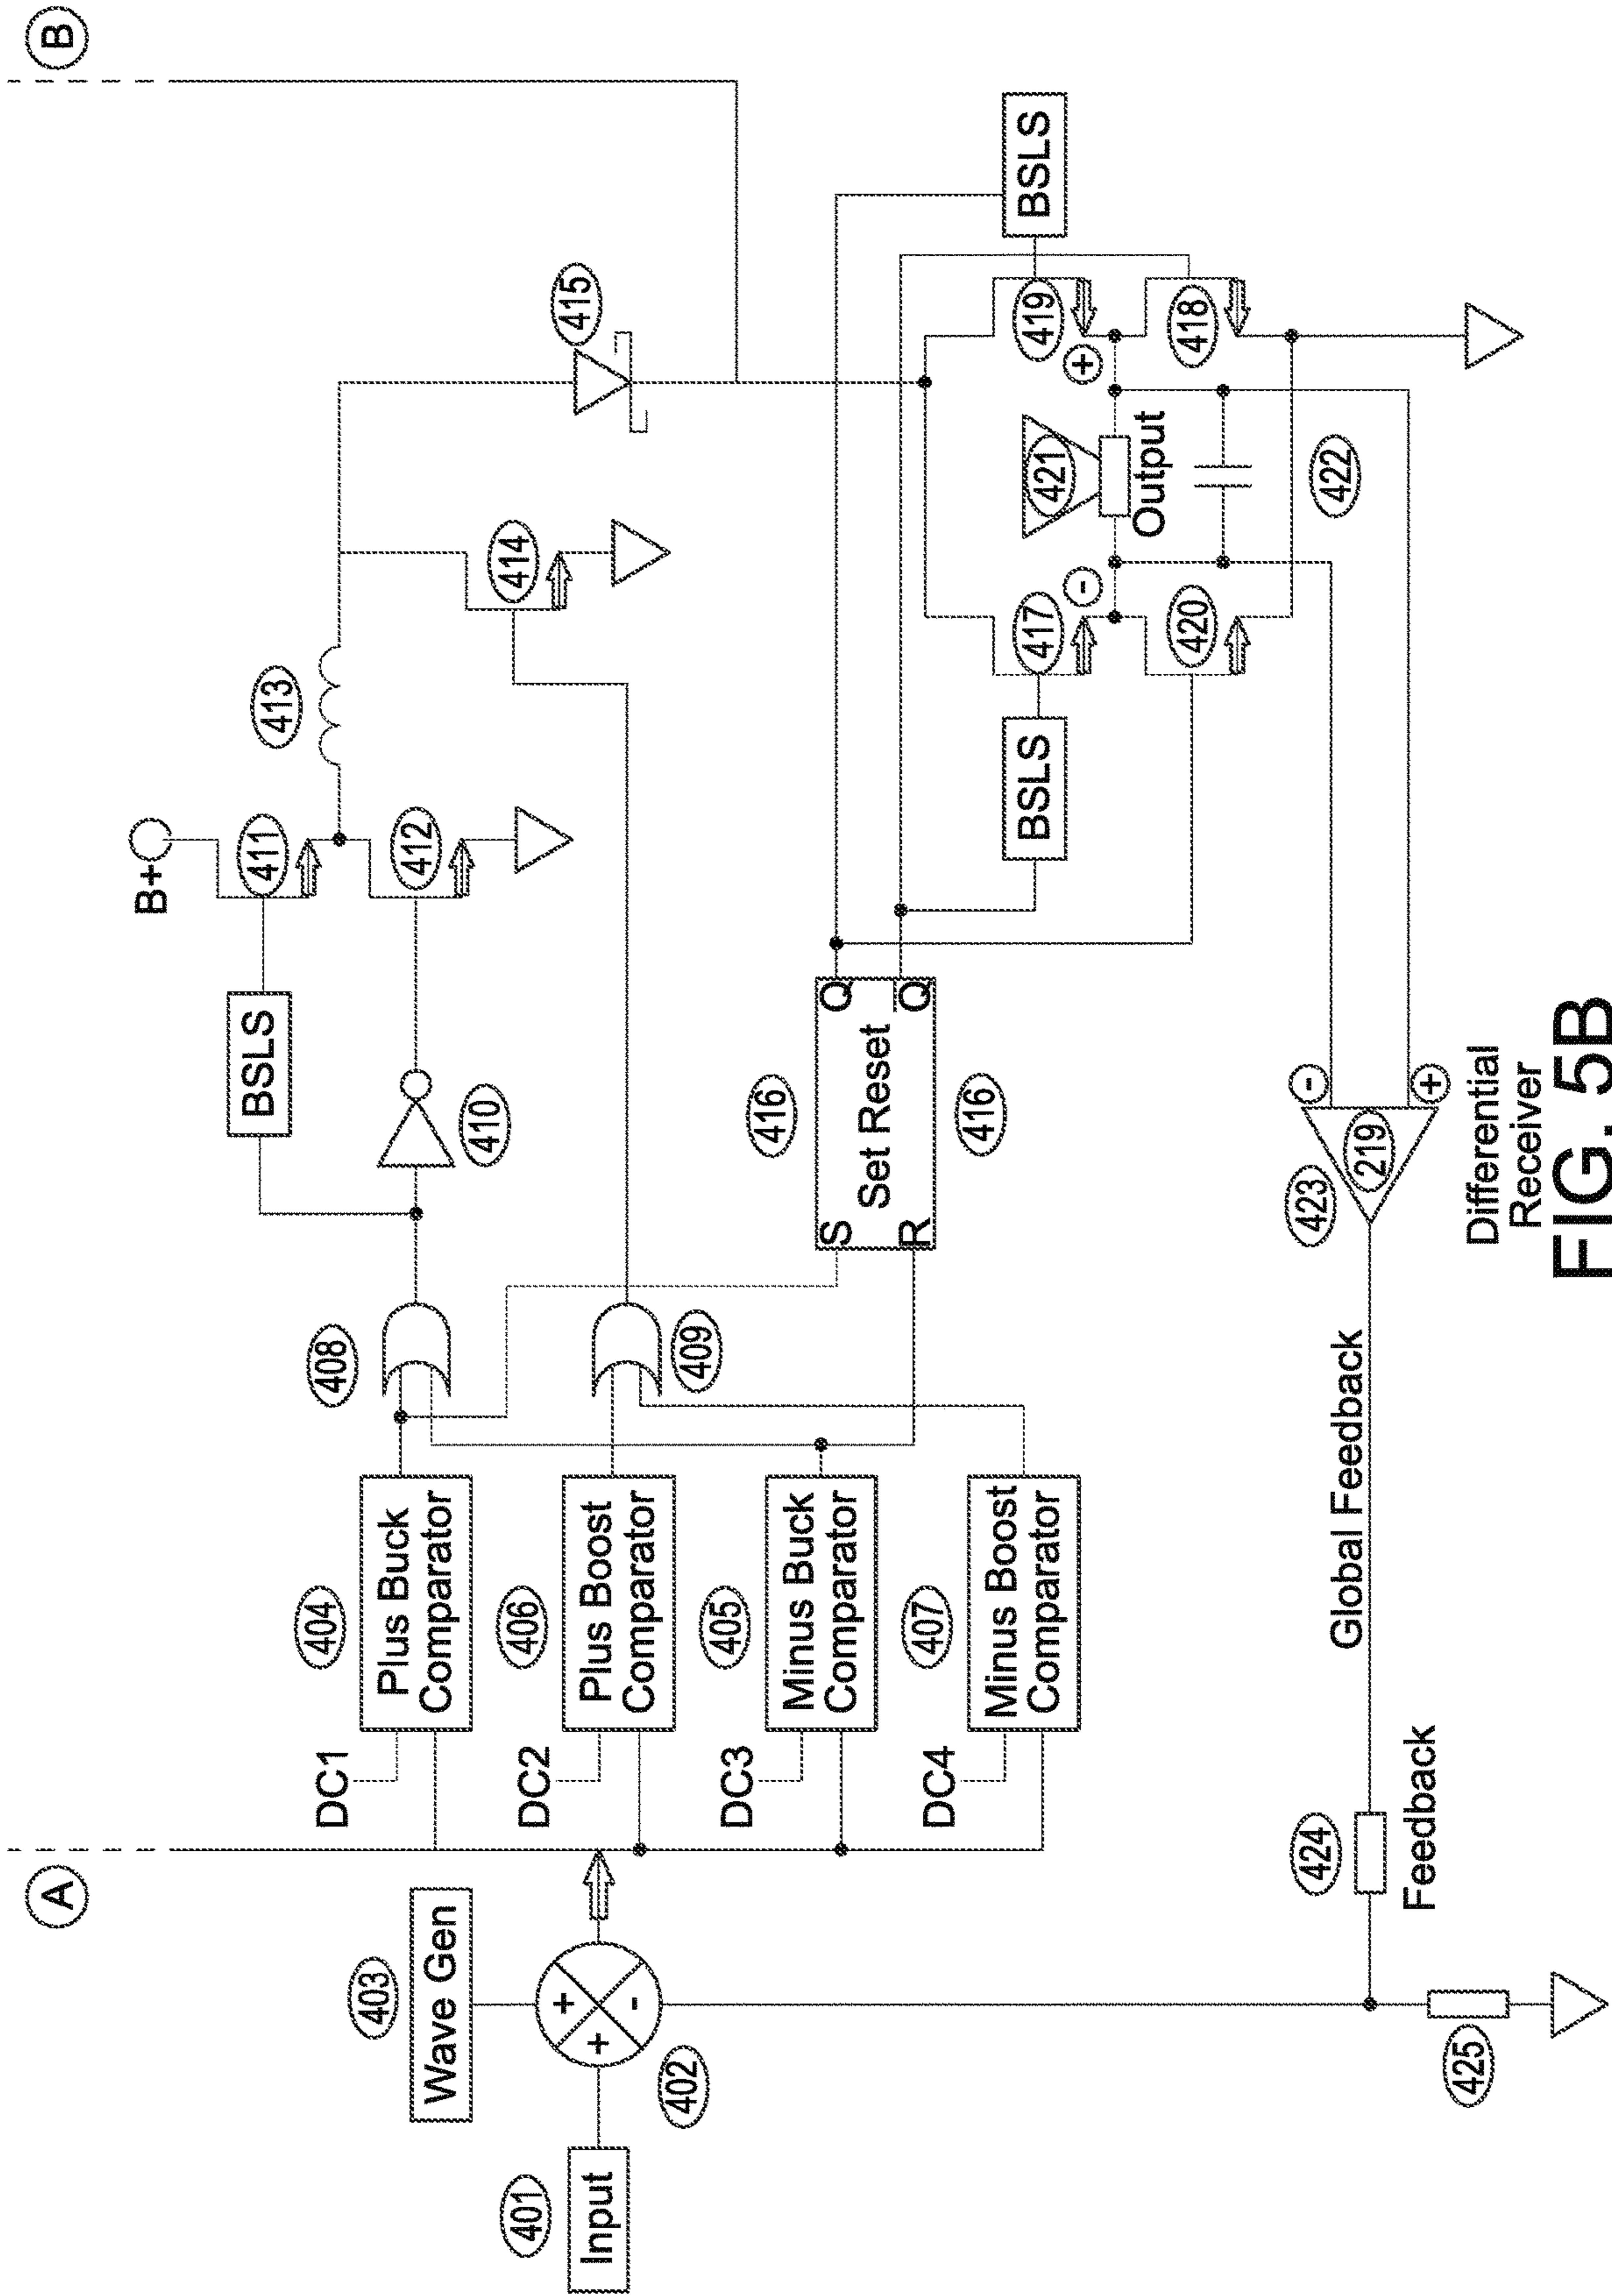 A
B
401
Input
402
+
+
-
403
Wave Gen
DC1
404
Plus Buck
Comparator
DC2
406
Plus Boost
Comparator
DC3
405
Minus Buck
Comparator
DC4
407
Minus Boost
Comparator
408
409
BSLS
410
B+
411
412
413
414
415
416
S
R
Set Reset
Q
Q
416
BSLS
417
-
420
421
Output
422
+
419
418
BSLS
424
Feedback
425
Global Feedback
423
219
-
+
Differential
Receiver
FIG. 5B